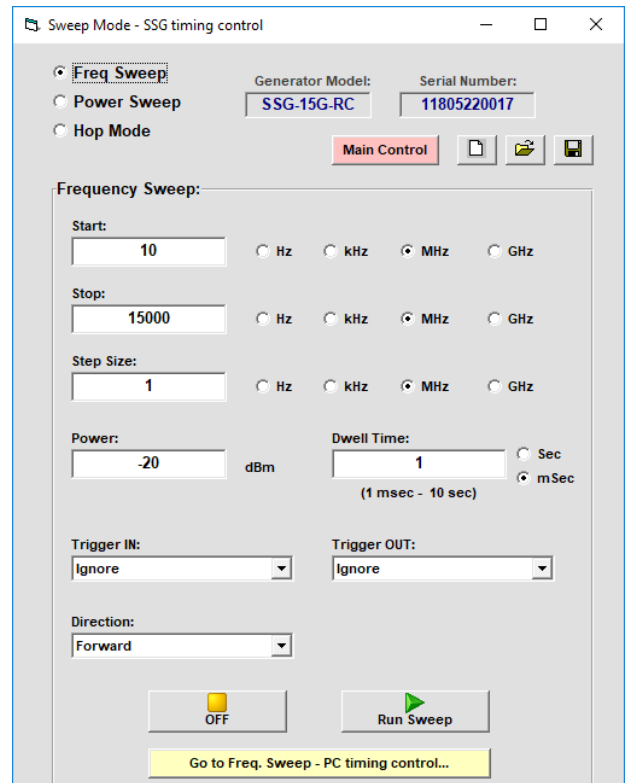 Sweep Mode - SSG timing control
Freq Sweep
Power Sweep
Hop Mode
Generator Model:
SSG-15G-RC
Serial Number:
11805220017
Main Control
Frequency Sweep:
Start:
10 Hz kHz MHz GHz
Stop:
15000 Hz kHz MHz GHz
Step Size:
1 Hz kHz MHz GHz
Power:
-20 dBm
Dwell Time:
1 Sec
mSec
(1 msec - 10 sec)
Trigger IN:
Ignore
Trigger OUT:
Ignore
Direction:
Forward
OFF
Run Sweep
Go to Freq. Sweep - PC timing control...